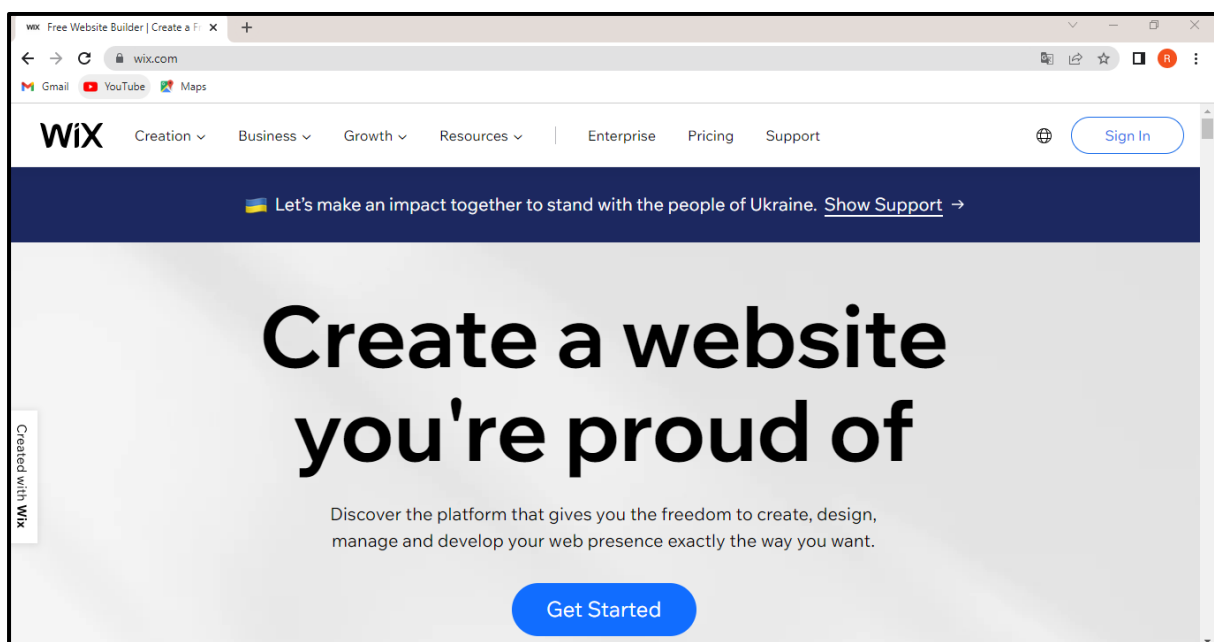 WiX Free Website Builder | Create a Fr
wix.com
Gmail YouTube Maps
R
WiX Creation Business Growth Resources Enterprise Pricing Support Sign In
Let's make an impact together to stand with the people of Ukraine. Show Support →
Create a website
you're proud of
Created with Wix
Discover the platform that gives you the freedom to create, design,
manage and develop your web presence exactly the way you want.
Get Started